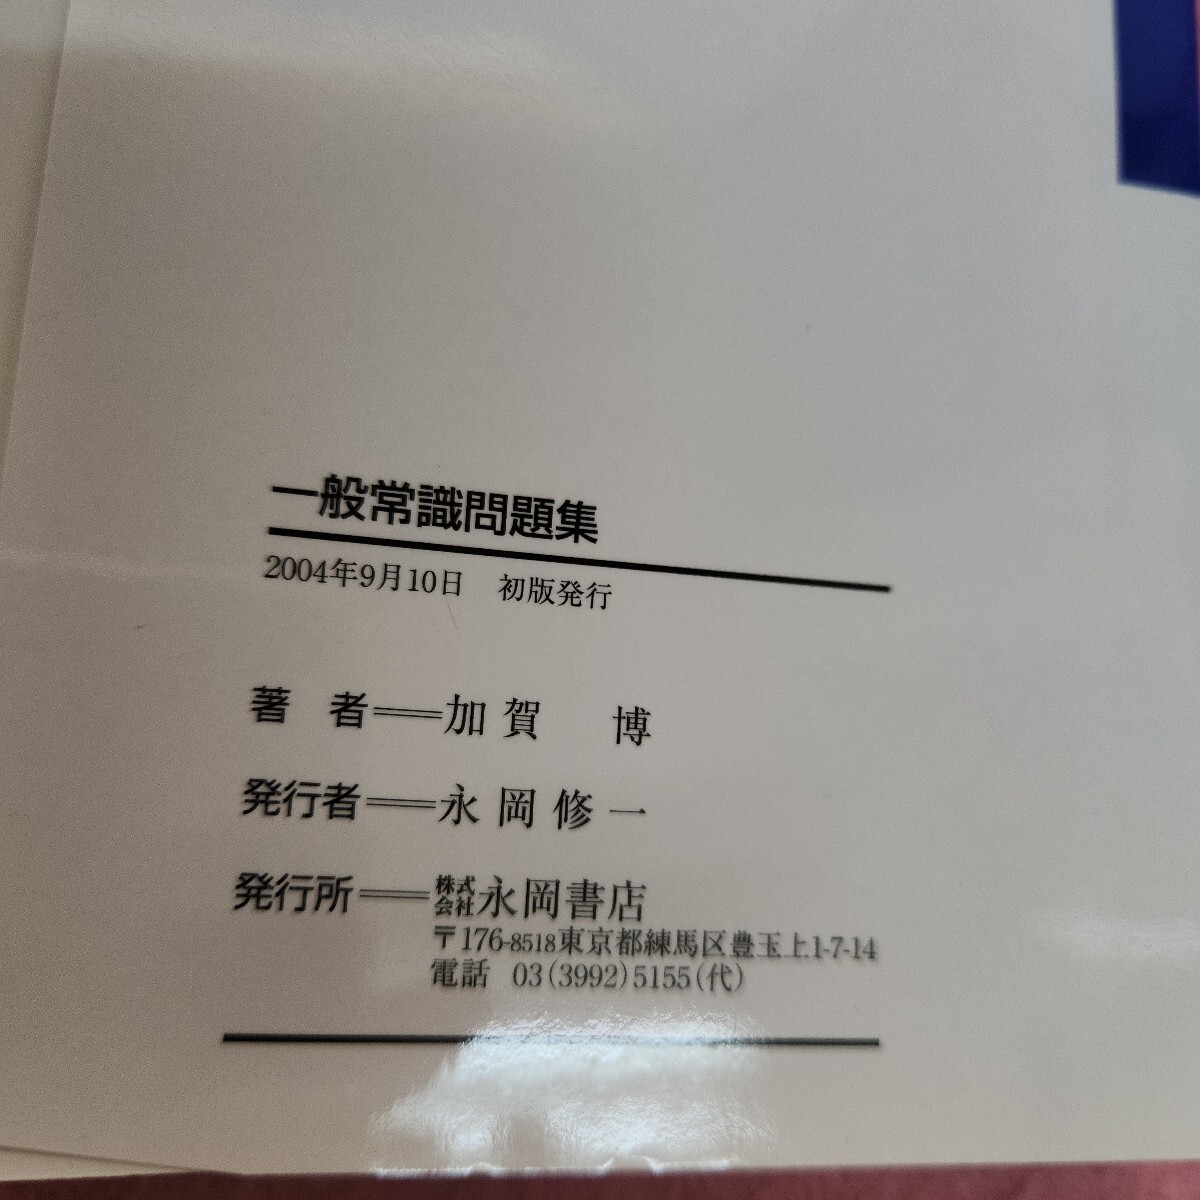 一般常識問題集
2004年9月10日　初版発行
著　者══加賀　博
発行者══永岡修一
発行所══株式会社永岡書店
〒176-8518東京都練馬区豊玉上1-7-14
電話　03(3992)5155(代)